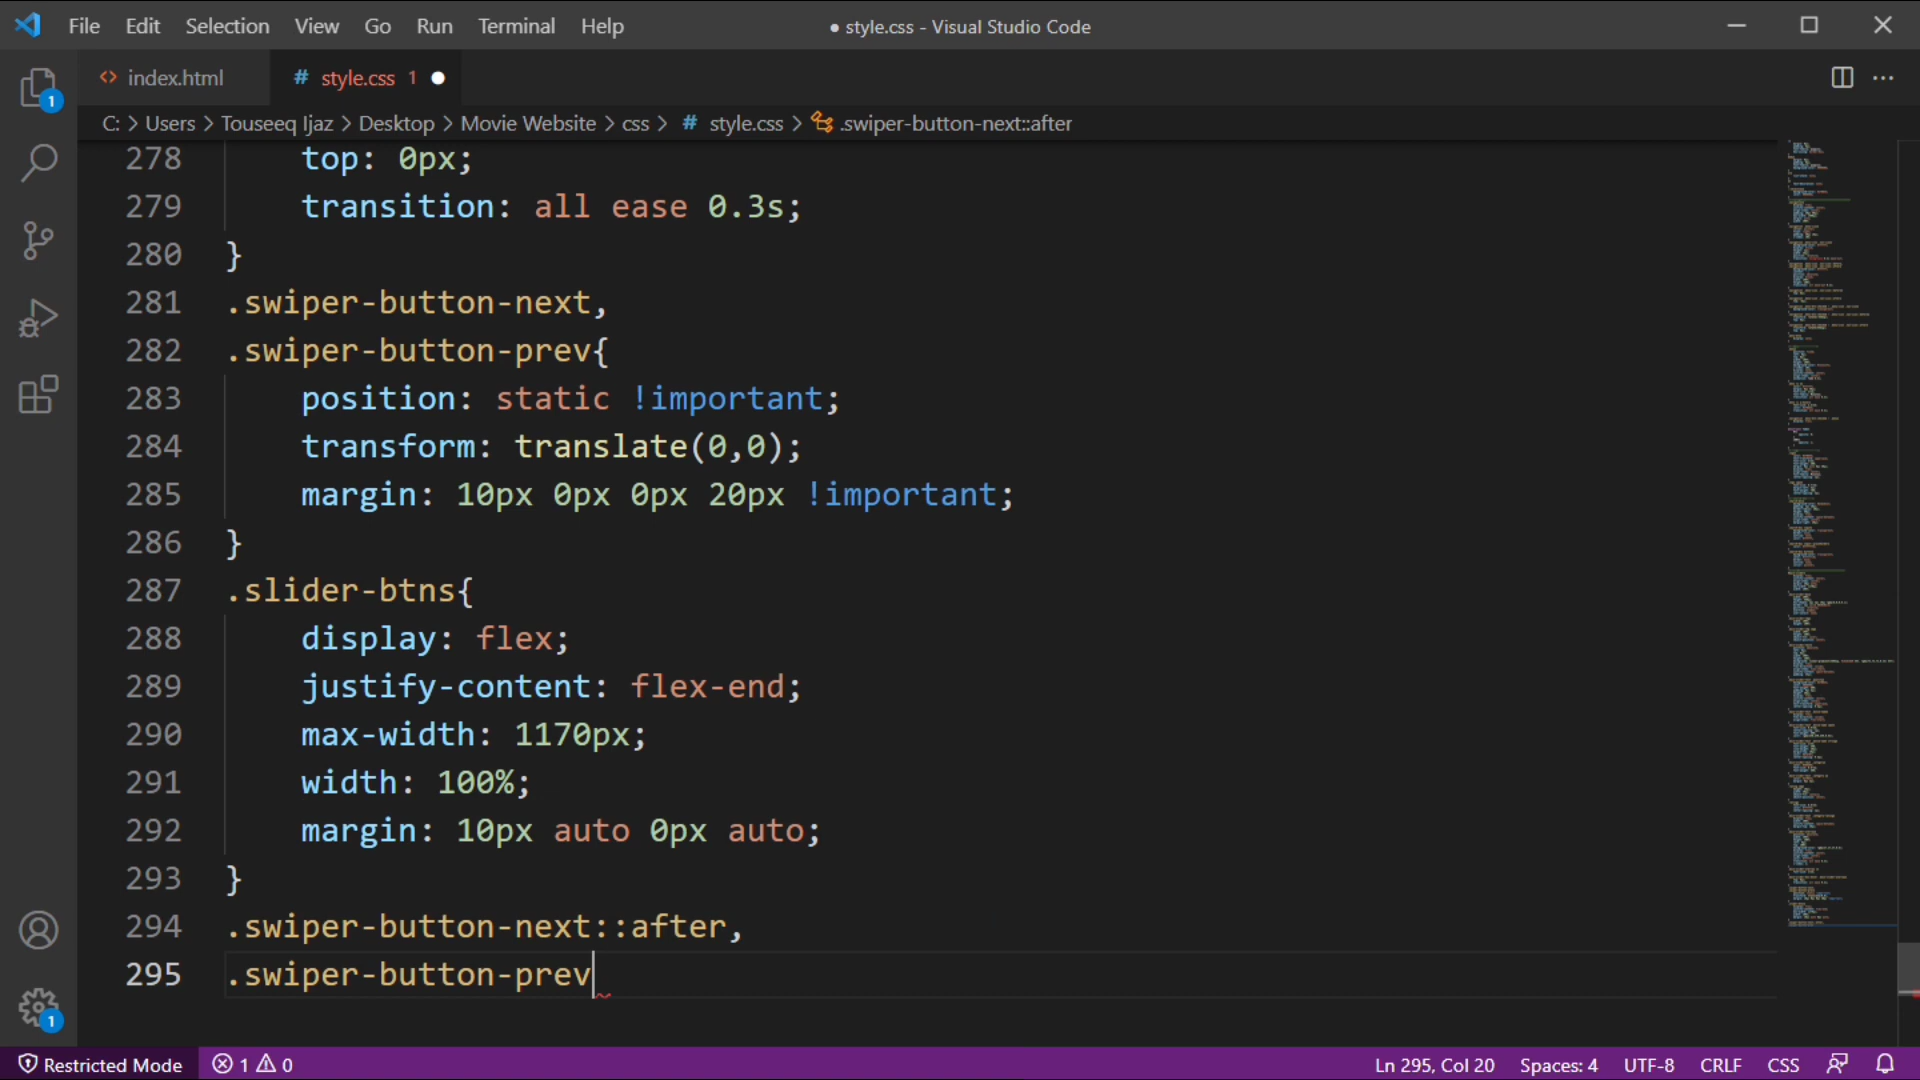 File Edit Selection View Go Run Terminal Help ● style.css - Visual Studio Code
<> index.html # style.css 1 ●
C: > Users > Touseeq Ijaz > Desktop > Movie Website > css > # style.css > .swiper-button-next::after
278 top: 0px;
279 transition: all ease 0.3s;
280 }
281 .swiper-button-next,
282 .swiper-button-prev{
283 position: static !important;
284 transform: translate(0,0);
285 margin: 10px 0px 0px 20px !important;
286 }
287 .slider-btns{
288 display: flex;
289 justify-content: flex-end;
290 max-width: 1170px;
291 width: 100%;
292 margin: 10px auto 0px auto;
293 }
294 .swiper-button-next::after,
295 .swiper-button-prev
1
1
Restricted Mode 1 0 Ln 295, Col 20 Spaces: 4 UTF-8 CRLF CSS